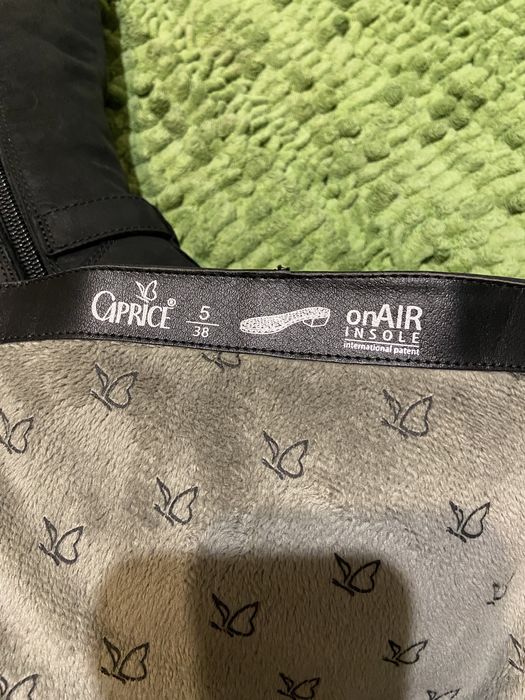 CAPRICE® 5/38 onAIR
INSOLE
international patent